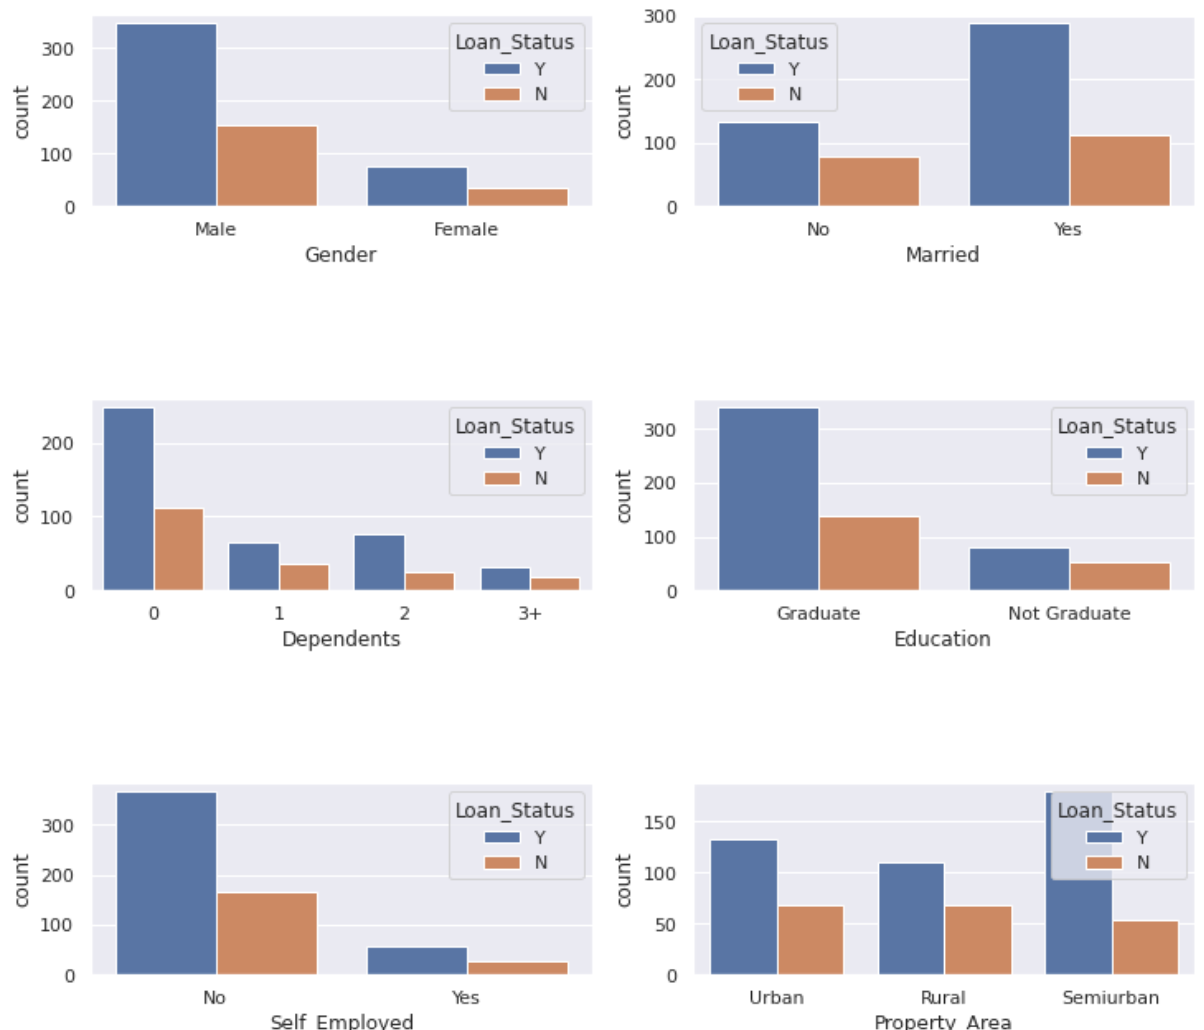 300
200
100
0
count
Loan_Status
Y
N
Male Female
Gender
300
200
100
0
count
Loan_Status
Y
N
No Yes
Married
200
100
0
count
Loan_Status
Y
N
0 1 2 3+
Dependents
300
200
100
0
count
Loan_Status
Y
N
Graduate Not Graduate
Education
300
200
100
0
count
Loan_Status
Y
N
No Yes
Self_Employed
150
100
50
0
count
Loan_Status
Y
N
Urban Rural Semiurban
Property_Area